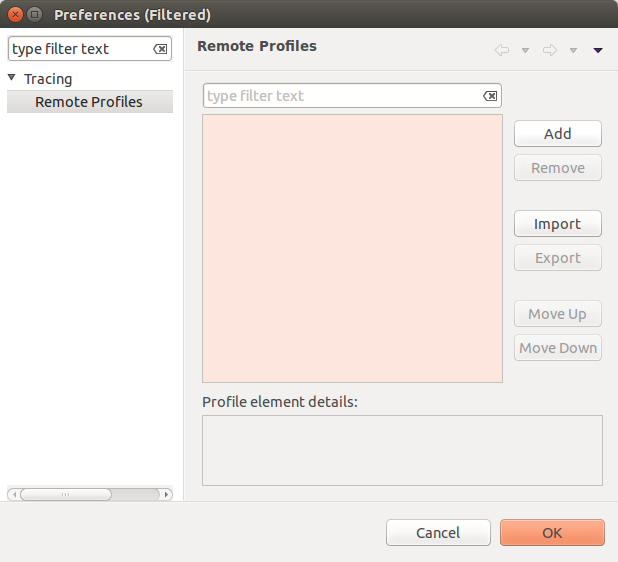 Preferences (Filtered)
type filter text
Tracing
Remote Profiles
Remote Profiles
type filter text
Add
Remove
Import
Export
Move Up
Move Down
Profile element details:
Cancel
OK